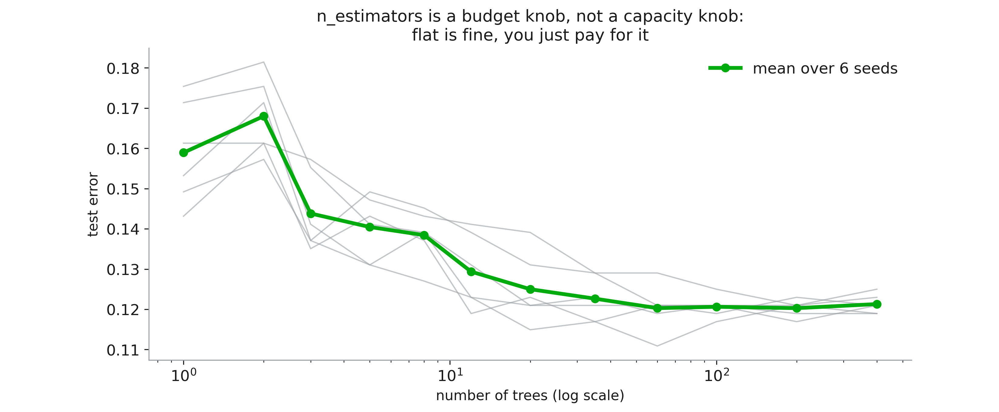 n_estimators is a budget knob, not a capacity knob:
flat is fine, you just pay for it
mean over 6 seeds
0.18
0.17
0.16
0.15
0.14
0.13
0.12
0.11
test error
10⁰
10¹
10²
number of trees (log scale)